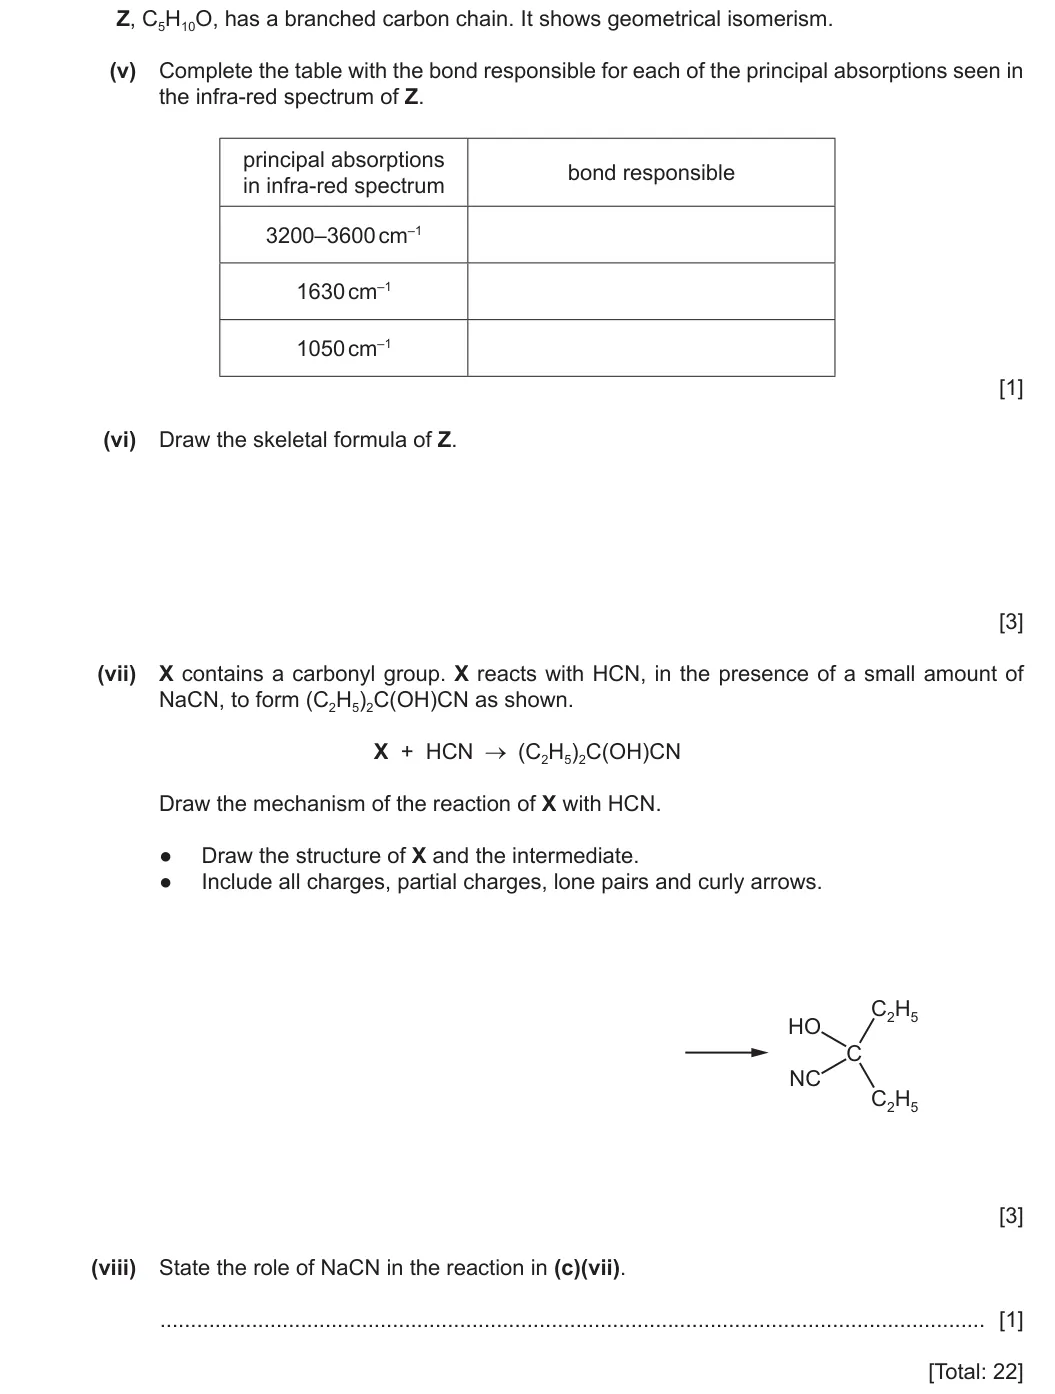 Z, C₅H₁₀O, has a branched carbon chain. It shows geometrical isomerism.
(v) Complete the table with the bond responsible for each of the principal absorptions seen in
the infra-red spectrum of Z.
principal absorptions
in infra-red spectrum
bond responsible
3200–3600 cm⁻¹
1630 cm⁻¹
1050 cm⁻¹
[1]
(vi) Draw the skeletal formula of Z.
[3]
(vii) X contains a carbonyl group. X reacts with HCN, in the presence of a small amount of
NaCN, to form (C₂H₅)₂C(OH)CN as shown.
X + HCN → (C₂H₅)₂C(OH)CN
Draw the mechanism of the reaction of X with HCN.
● Draw the structure of X and the intermediate.
● Include all charges, partial charges, lone pairs and curly arrows.
C₂H₅
HO
C
NC
C₂H₅
[3]
(viii) State the role of NaCN in the reaction in (c)(vii).
.......................................................................................................................................... [1]
[Total: 22]